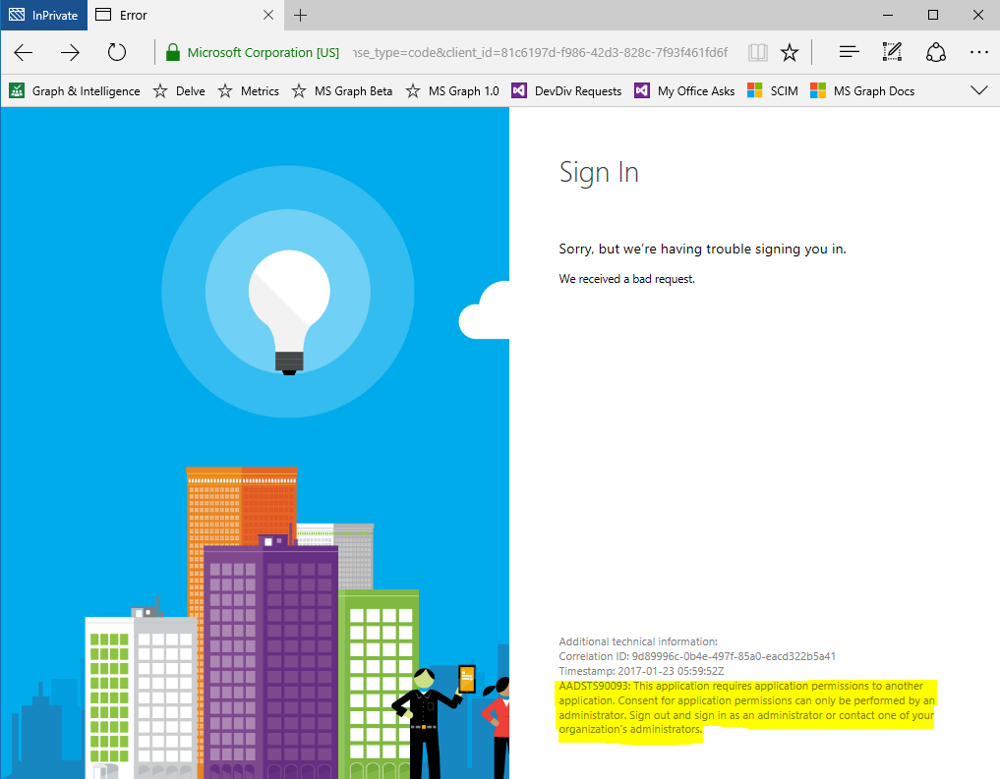 InPrivate
Error
Microsoft Corporation [US]
nse_type=code&client_id=81c6197d-f986-42d3-828c-7f93f461fd6f
Graph & Intelligence
Delve
Metrics
MS Graph Beta
MS Graph 1.0
DevDiv Requests
My Office Asks
SCIM
MS Graph Docs
Sign In
Sorry, but we're having trouble signing you in.
We received a bad request.
Additional technical information:
Correlation ID: 9d89996c-0b4e-497f-85a0-eacd322b5a41
Timestamp: 2017-01-23 05:59:52Z
AADSTS90093: This application requires application permissions to another
application. Consent for application permissions can only be performed by an
administrator. Sign out and sign in as an administrator or contact one of your
organization's administrators.